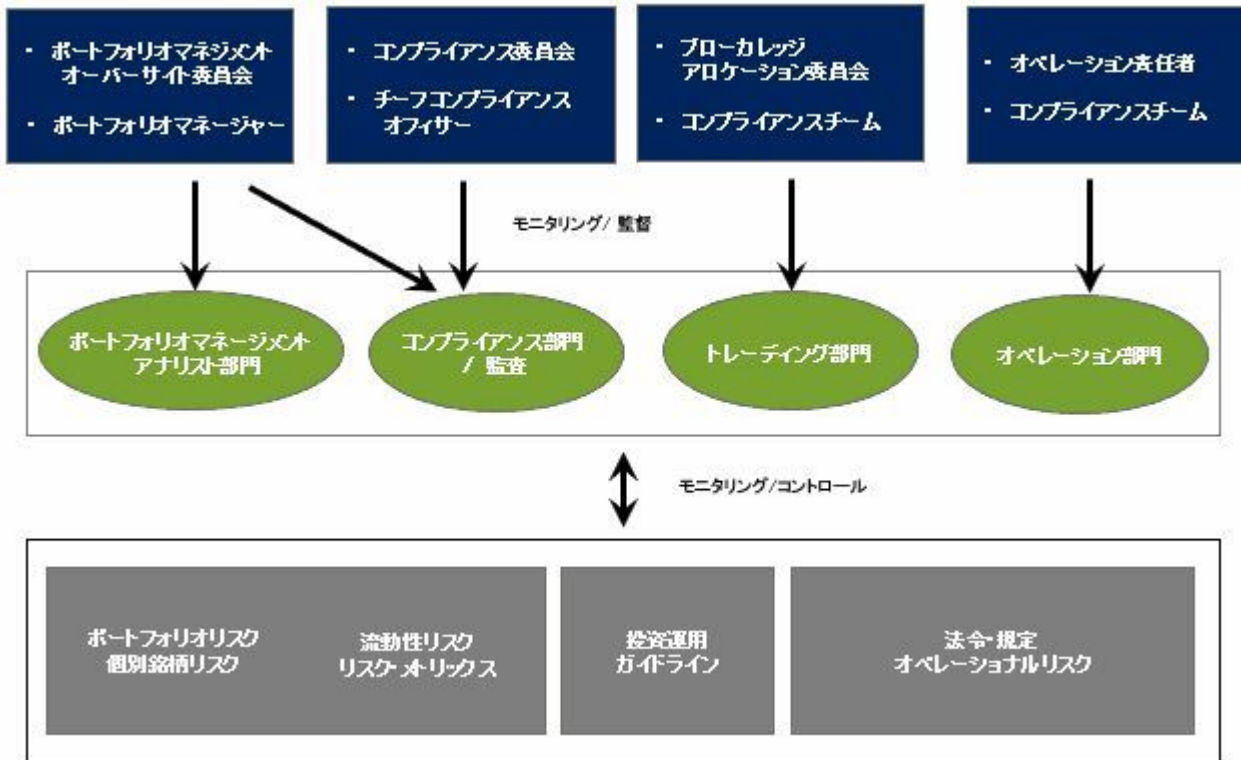 ・ ポートフォリオマネジメント
オーバーサイト委員会
・ ポートフォリオマネージャー
・ コンプライアンス委員会
・ チーフコンプライアンス
オフィサー
・ ブローカレッジ
アロケーション委員会
・ コンプライアンスチーム
・ オペレーション責任者
・ コンプライアンスチーム
モニタリング/ 監督
ポートフォリオマネージメント
アナリスト部門
コンプライアンス部門
/ 監査
トレーディング部門
オペレーション部門
モニタリング/コントロール
ポートフォリオリスク
個別銘柄リスク
流動性リスク
リスク・メトリックス
投資運用
ガイドライン
法令・規定
オペレーショナルリスク